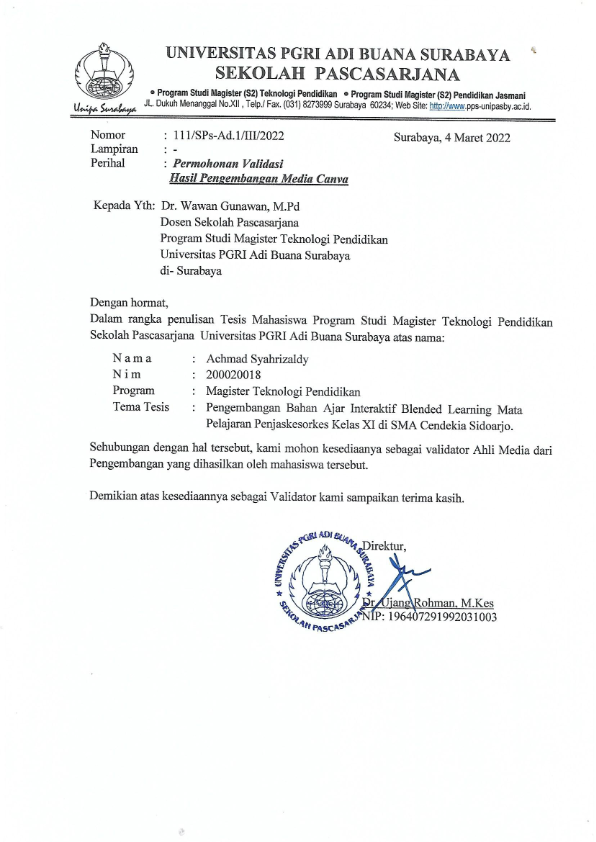 UNIVERSITAS PGRI ADI BUANA SURABAYA
SEKOLAH PASCASARJANA
• Program Studi Magister (S2) Teknologi Pendidikan • Program Studi Magister (S2) Pendidikan Jasmani
JL. Dukuh Menanggal No.XII , Telp./ Fax. (031) 8273999 Surabaya 60234; Web Site: http://www.pps-unipasby.ac.id.
Unipa Surabaya
Nomor : 111/SPs-Ad.1/III/2022 Surabaya, 4 Maret 2022
Lampiran : -
Perihal : Permohonan Validasi
Hasil Pengembangan Media Canva
Kepada Yth: Dr. Wawan Gunawan, M.Pd
Dosen Sekolah Pascasarjana
Program Studi Magister Teknologi Pendidikan
Universitas PGRI Adi Buana Surabaya
di- Surabaya
Dengan hormat,
Dalam rangka penulisan Tesis Mahasiswa Program Studi Magister Teknologi Pendidikan
Sekolah Pascasarjana Universitas PGRI Adi Buana Surabaya atas nama:
N a m a : Achmad Syahrizaldy
N i m : 200020018
Program : Magister Teknologi Pendidikan
Tema Tesis : Pengembangan Bahan Ajar Interaktif Blended Learning Mata
Pelajaran Penjaskesorkes Kelas XI di SMA Cendekia Sidoarjo.
Sehubungan dengan hal tersebut, kami mohon kesediaanya sebagai validator Ahli Media dari
Pengembangan yang dihasilkan oleh mahasiswa tersebut.
Demikian atas kesediaannya sebagai Validator kami sampaikan terima kasih.
Direktur,
UNIVERSITAS PGRI ADI BUANA SURABAYA
SEKOLAH PASCASARJANA
Dr. Ujang Rohman, M.Kes
NIP: 196407291992031003